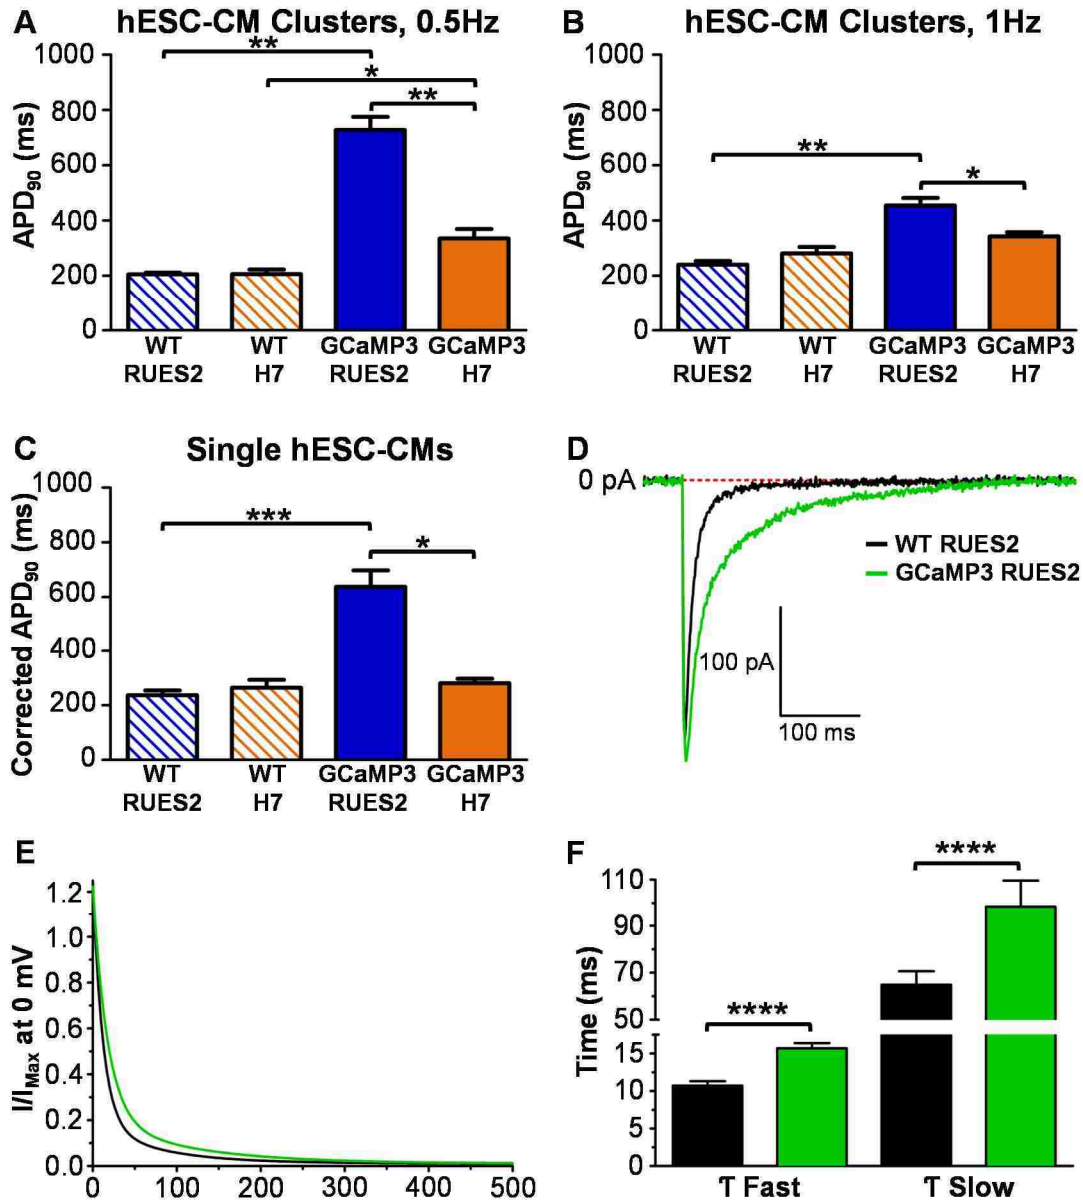 A
hESC-CM Clusters, 0.5Hz
APD90 (ms)
1000
800
600
400
200
0
**
*
**
WT RUES2
WT H7
GCaMP3 RUES2
GCaMP3 H7
B
hESC-CM Clusters, 1Hz
APD90 (ms)
1000
800
600
400
200
0
**
*
WT RUES2
WT H7
GCaMP3 RUES2
GCaMP3 H7
C
Single hESC-CMs
Corrected APD90 (ms)
1000
800
600
400
200
0
***
*
WT RUES2
WT H7
GCaMP3 RUES2
GCaMP3 H7
D
0 pA
WT RUES2
GCaMP3 RUES2
100 pA
100 ms
E
I/IMax at 0 mV
1.2
1.0
0.8
0.6
0.4
0.2
0.0
0 100 200 300 400 500
F
Time (ms)
110
90
70
50
15
10
5
0
****
****
Ƭ Fast
Ƭ Slow